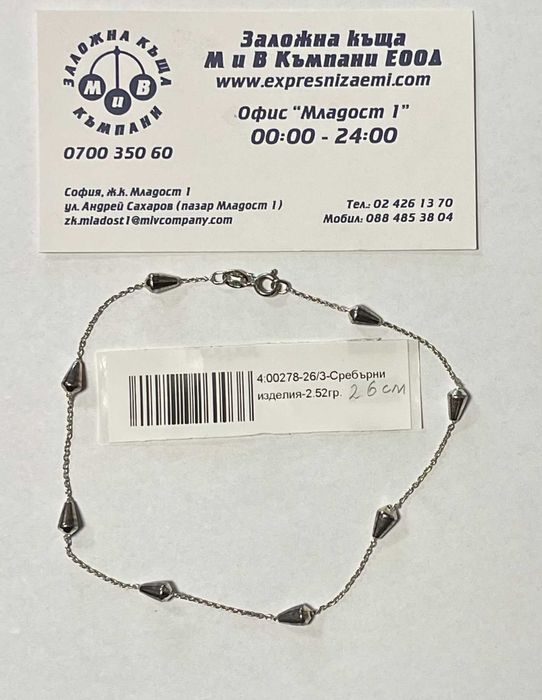 ЗАЛОЖНА КЪЩА
М и В
КЪМПАНИ
0700 350 60
Заложна къща
М и В Къмпани ЕООД
www.expresnizaemi.com
Офис "Младост 1"
00:00 - 24:00
София, ж.к. Младост 1
ул. Андрей Сахаров (пазар Младост 1)
zk.mladost1@mivcompany.com
Тел.: 02 426 13 70
Мобил: 088 485 38 04
4:00278-26/3-Сребърни
изделия-2.52гр. 26 см